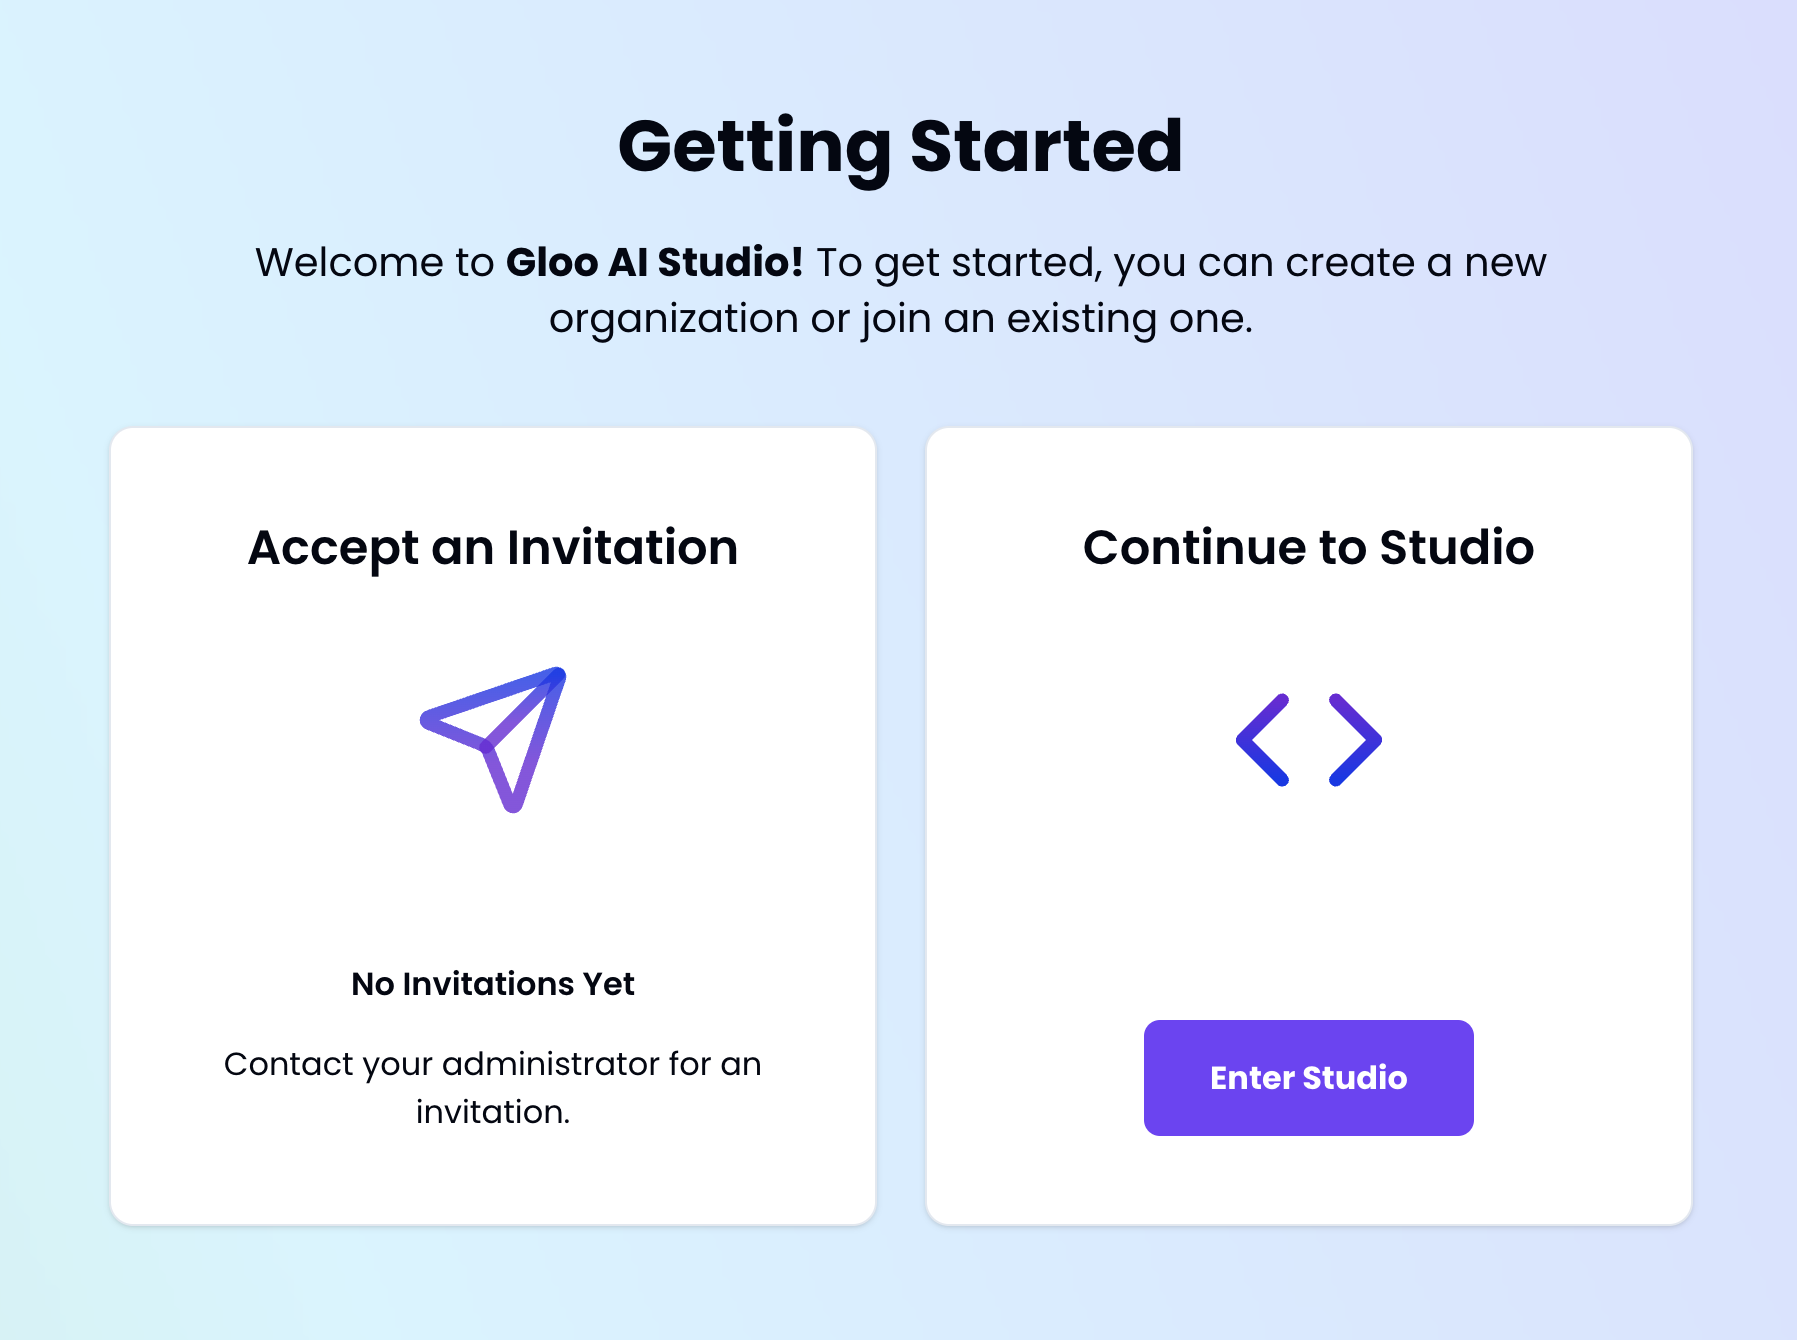 Getting Started
Welcome to Gloo AI Studio! To get started, you can create a new
organization or join an existing one.
Accept an Invitation
No Invitations Yet
Contact your administrator for an
invitation.
Continue to Studio
Enter Studio